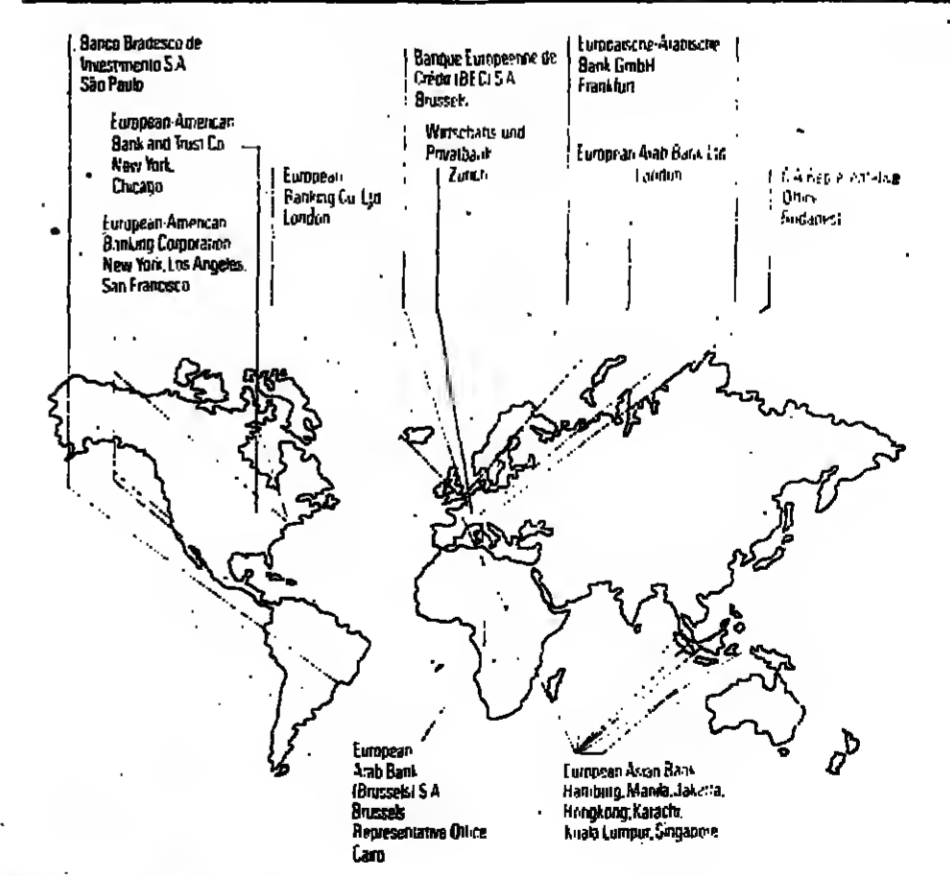 Banco Bradesco de
Investimento S.A
São Paulo
European-American
Bank and Trust Co
New York,
Chicago
European-American
Banking Corporation
New York, Los Angeles,
San Francisco
European
Banking Co Ltd
London
Banque Europeenne de
Crédit (BEC) S A
Brussels
Wirtschafts und
Privatbank
Zurich
Europaische-Arabische
Bank GmbH
Frankfurt
European Arab Bank Ltd
London
Office
Budapest
European
Arab Bank
(Brussels) S A
Brussels
Representative Office
Cairo
European Asian Bank
Hamburg, Manila, Jakarta,
Hongkong, Karachi,
Kuala Lumpur, Singapore